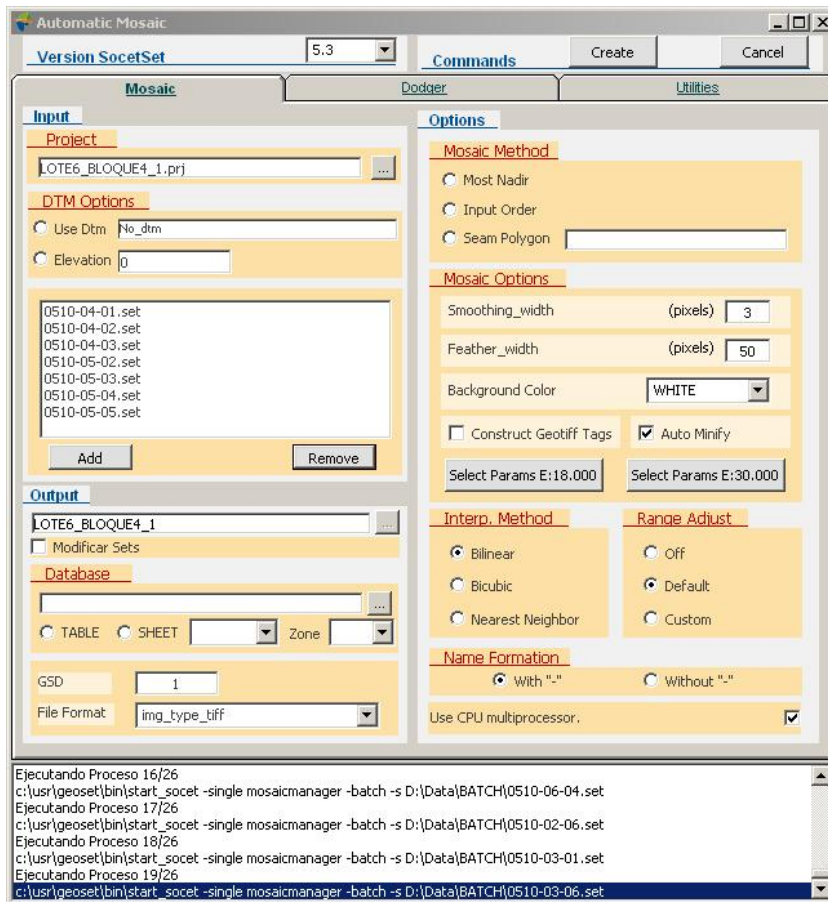 Automatic Mosaic
Version SocetSet
5.3
Commands
Create
Cancel
Mosaic
Dodger
Utilities
Input
Project
LOTE6_BLOQUE4_1.prj
...
DTM Options
Use Dtm
No_dtm
Elevation
0
0510-04-01.set
0510-04-02.set
0510-04-03.set
0510-05-02.set
0510-05-03.set
0510-05-04.set
0510-05-05.set
Add
Remove
Output
LOTE6_BLOQUE4_1
...
Modificar Sets
Database
...
TABLE
SHEET
Zone
GSD
1
File Format
img_type_tiff
Options
Mosaic Method
Most Nadir
Input Order
Seam Polygon
Mosaic Options
Smoothing_width (pixels) 3
Feather_width (pixels) 50
Background Color WHITE
Construct Geotiff Tags
Auto Minify
Select Params E:18.000
Select Params E:30.000
Interp. Method
Bilinear
Bicubic
Nearest Neighbor
Range Adjust
Off
Default
Custom
Name Formation
With "-"
Without "-"
Use CPU multiprocessor.
Ejecutando Proceso 16/26
c:\usr\geoset\bin\start_socet -single mosaicmanager -batch -s D:\Data\BATCH\0510-06-04.set
Ejecutando Proceso 17/26
c:\usr\geoset\bin\start_socet -single mosaicmanager -batch -s D:\Data\BATCH\0510-02-06.set
Ejecutando Proceso 18/26
c:\usr\geoset\bin\start_socet -single mosaicmanager -batch -s D:\Data\BATCH\0510-03-01.set
Ejecutando Proceso 19/26
c:\usr\geoset\bin\start_socet -single mosaicmanager -batch -s D:\Data\BATCH\0510-03-06.set